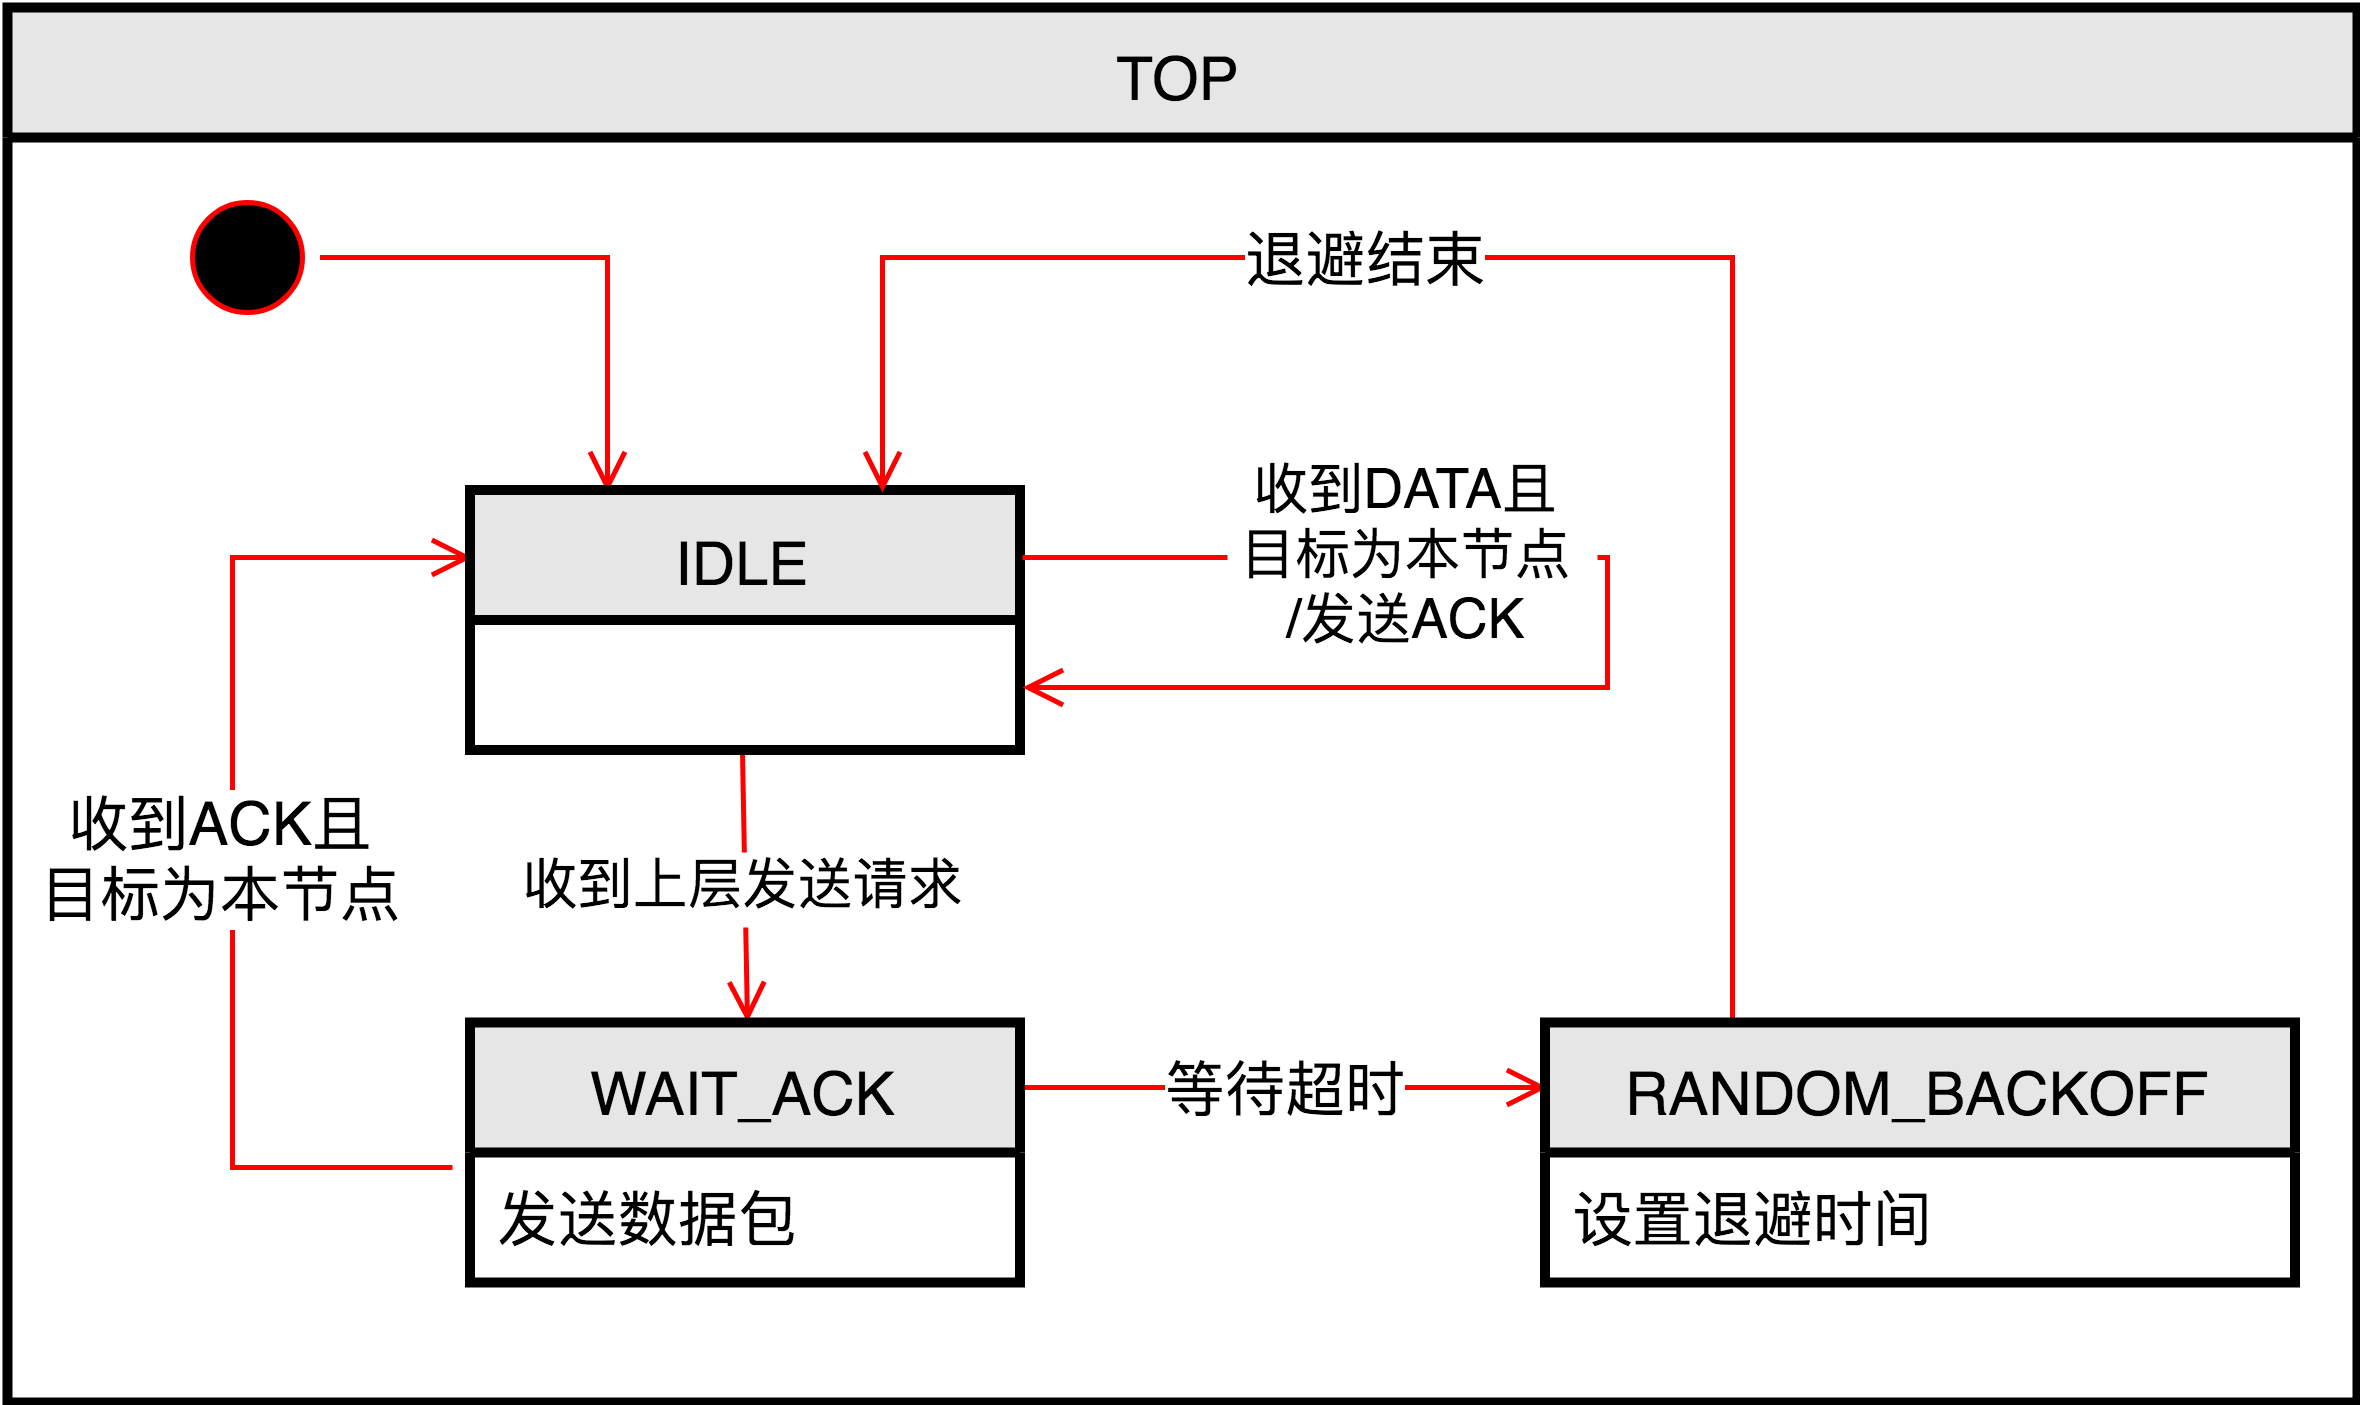 TOP
退避结束
收到DATA且
目标为本节点
/发送ACK
IDLE
收到ACK且
目标为本节点
收到上层发送请求
WAIT_ACK
等待超时
RANDOM_BACKOFF
发送数据包
设置退避时间